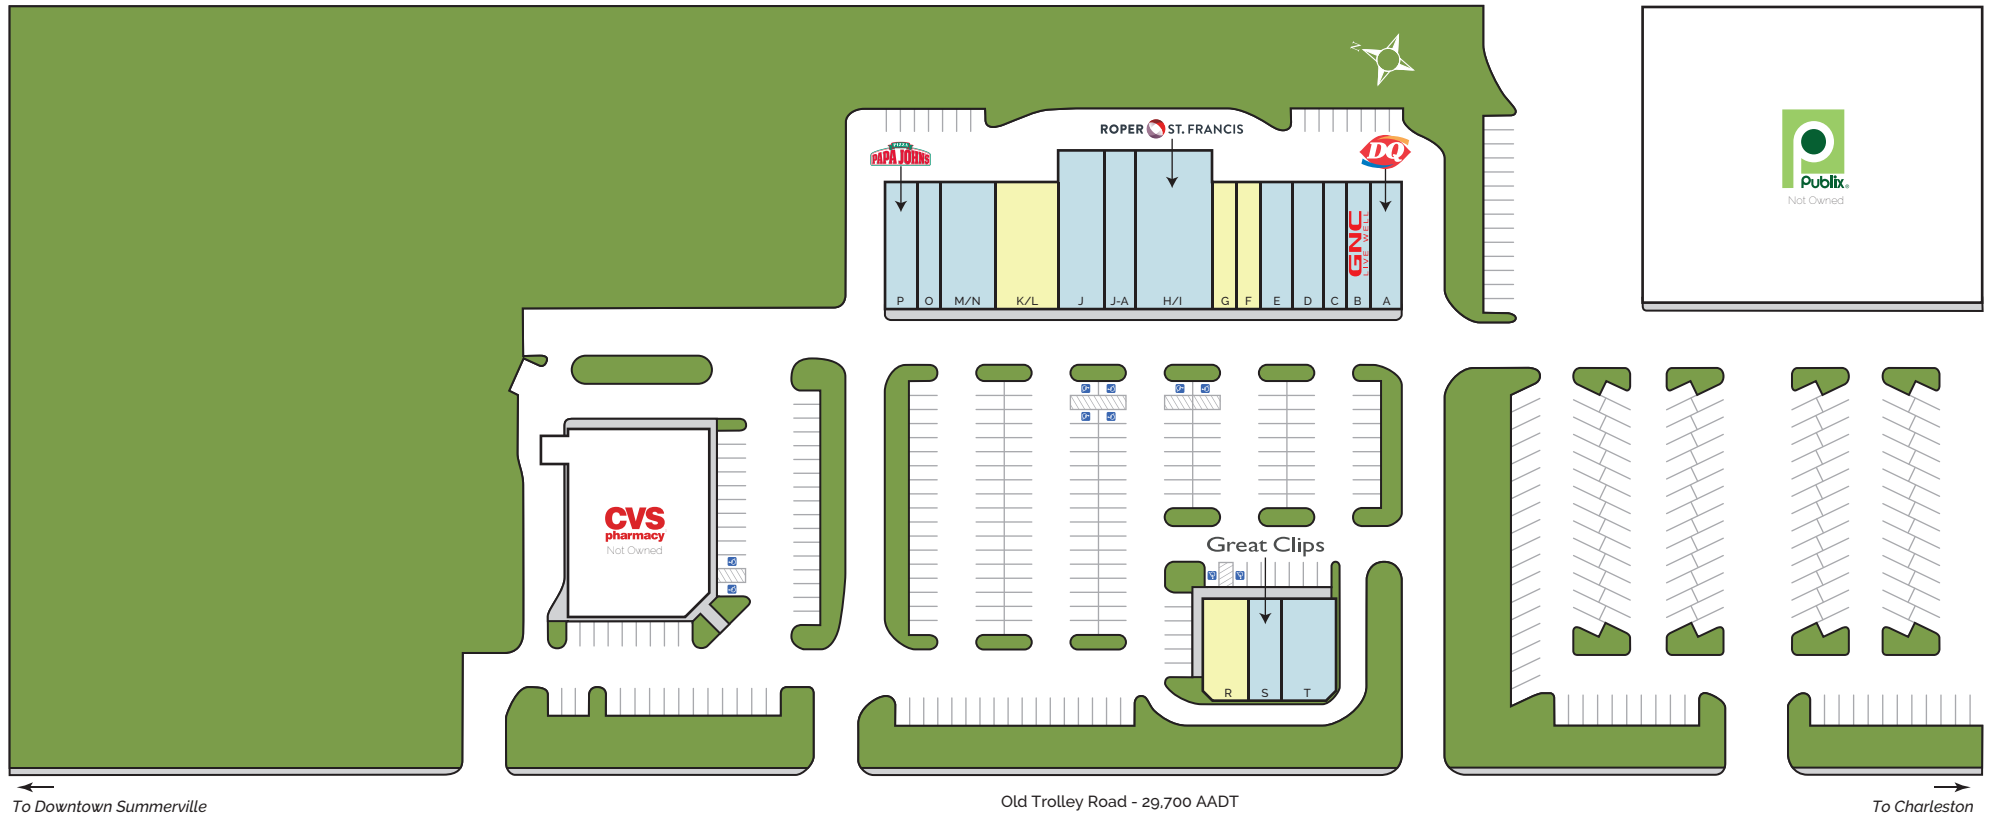 N
ROPER ST. FRANCIS
PIZZA
PAPA JOHNS
DQ
Publix®
Not Owned
GNC
LIVE WELL
P O M/N K/L J J-A H/I G F E D C B A
CVS
pharmacy
Not Owned
Great Clips
R S T
To Downtown Summerville
Old Trolley Road - 29,700 AADT
To Charleston